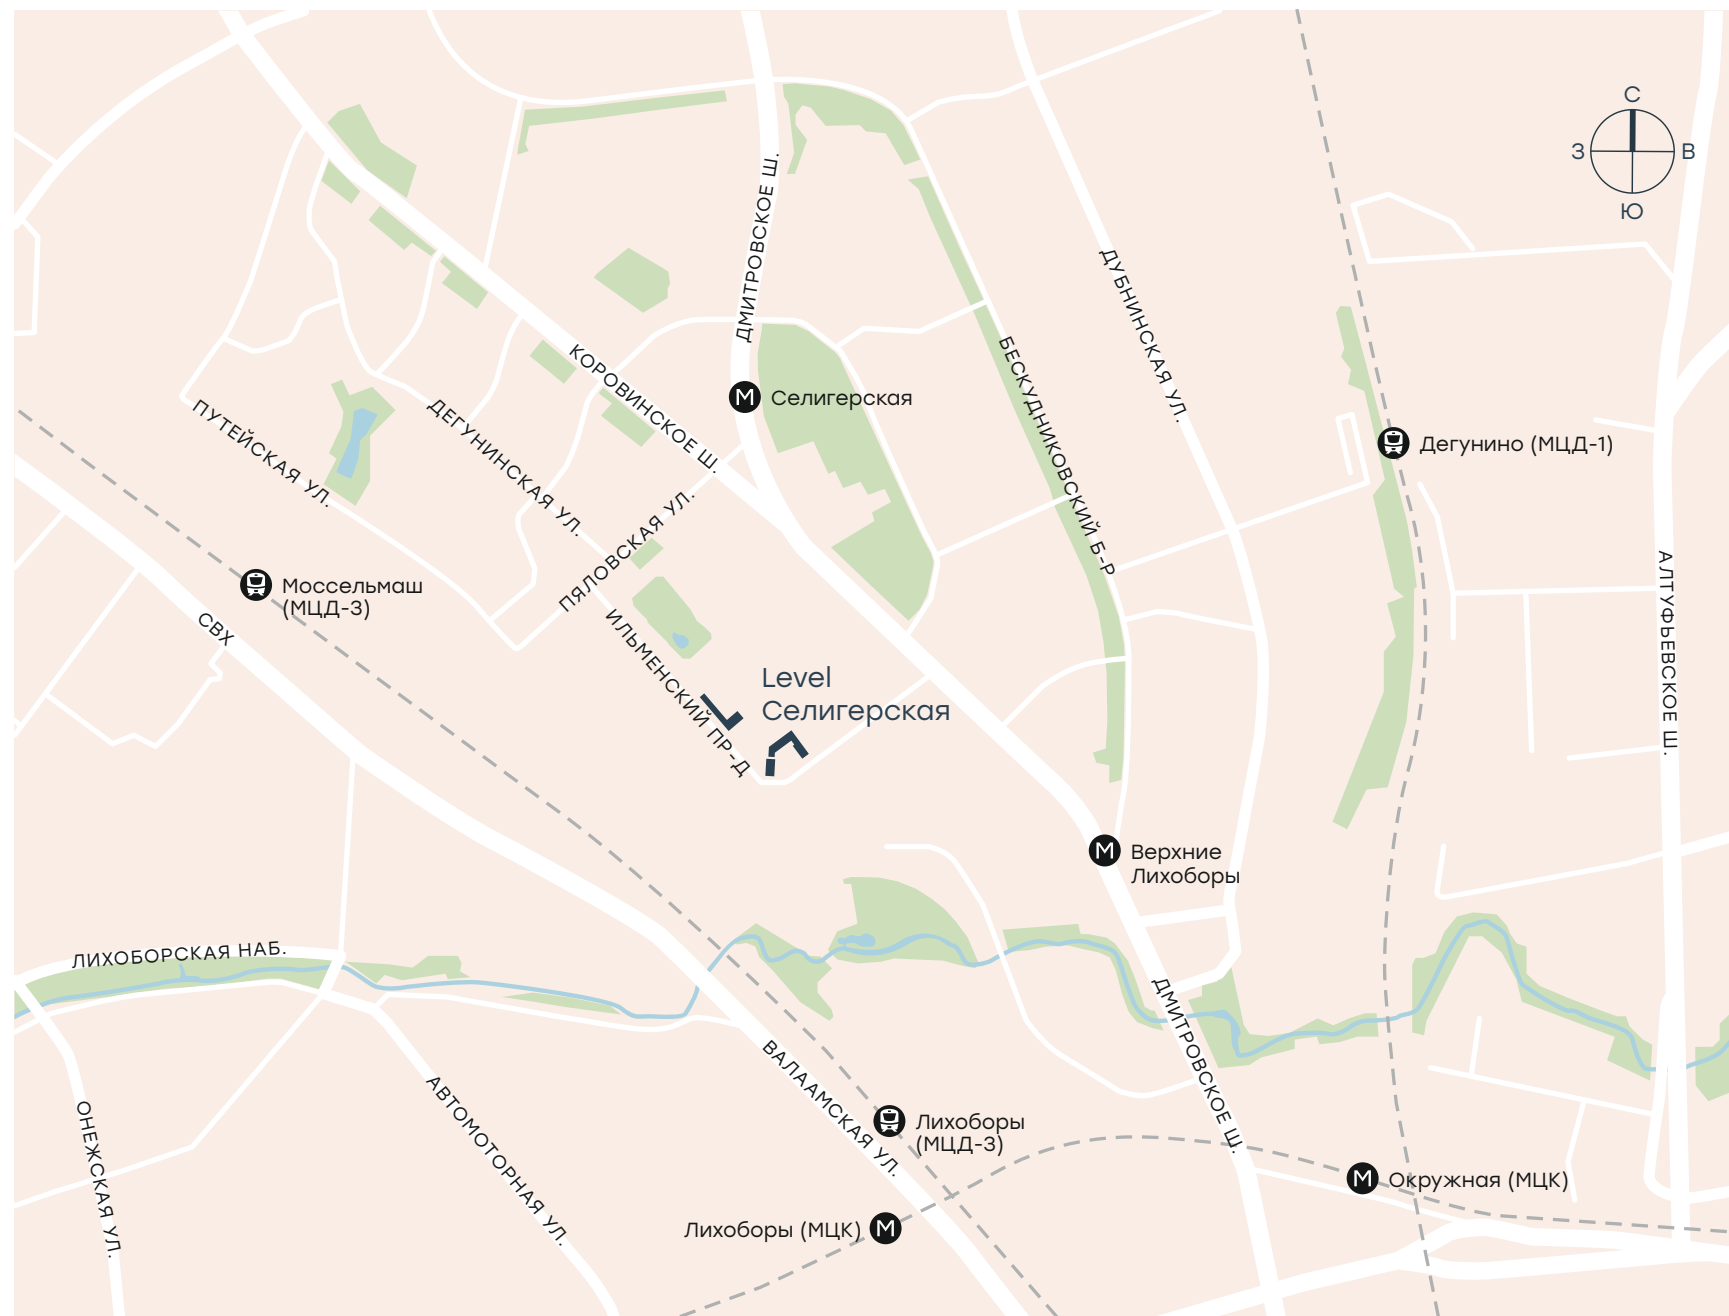 С
З
В
Ю
ДМИТРОВСКОЕ Ш.
ДУБНИНСКАЯ УЛ.
КОРОВИНСКОЕ Ш.
БЕСКУДНИКОВСКИЙ Б-Р
Селигерская
ПУТЕЙСКАЯ УЛ.
ДЕГУНИНСКАЯ УЛ.
Дегунино (МЦД-1)
ПЯЛОВСКАЯ УЛ.
АЛТУФЬЕВСКОЕ Ш.
Моссельмаш
(МЦД-3)
СВХ
ИЛЬМЕНСКИЙ ПР-Д
Level
Селигерская
Верхние
Лихоборы
ЛИХОБОРСКАЯ НАБ.
ДМИТРОВСКОЕ Ш.
ВАЛААМСКАЯ УЛ.
АВТОМОТОРНАЯ УЛ.
ОНЕЖСКАЯ УЛ.
Лихоборы
(МЦД-3)
Окружная (МЦК)
Лихоборы (МЦК)